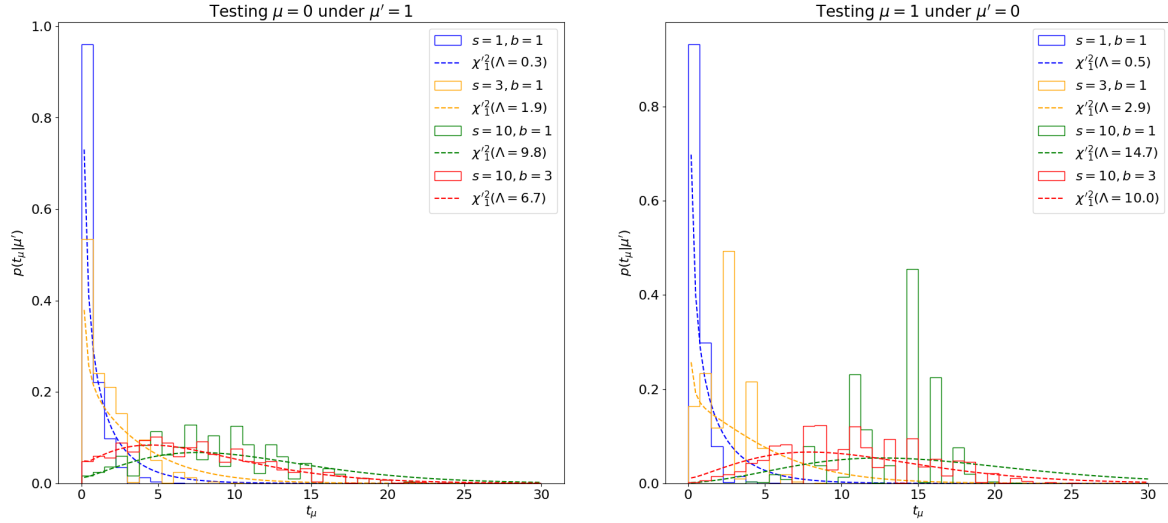 Testing μ = 0 under μ′ = 1
1.0
0.8
0.6
0.4
0.2
0.0
p(t_μ|μ′)
0
5
10
15
20
25
30
t_μ
s = 1, b = 1
χ′²₁(Λ = 0.3)
s = 3, b = 1
χ′²₁(Λ = 1.9)
s = 10, b = 1
χ′²₁(Λ = 9.8)
s = 10, b = 3
χ′²₁(Λ = 6.7)
Testing μ = 1 under μ′ = 0
0.8
0.6
0.4
0.2
0.0
p(t_μ|μ′)
0
5
10
15
20
25
30
t_μ
s = 1, b = 1
χ′²₁(Λ = 0.5)
s = 3, b = 1
χ′²₁(Λ = 2.9)
s = 10, b = 1
χ′²₁(Λ = 14.7)
s = 10, b = 3
χ′²₁(Λ = 10.0)